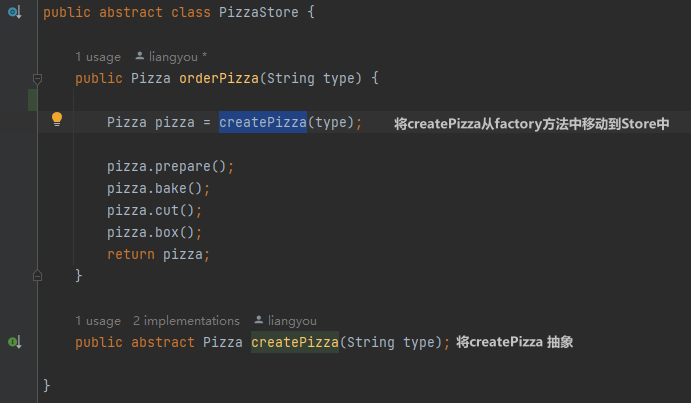 public abstract class PizzaStore {
1 usage liangyou *
public Pizza orderPizza(String type) {
Pizza pizza = createPizza(type); 将createPizza从factory方法中移动到Store中
pizza.prepare();
pizza.bake();
pizza.cut();
pizza.box();
return pizza;
}
1 usage 2 implementations liangyou
public abstract Pizza createPizza(String type); 将createPizza 抽象
}